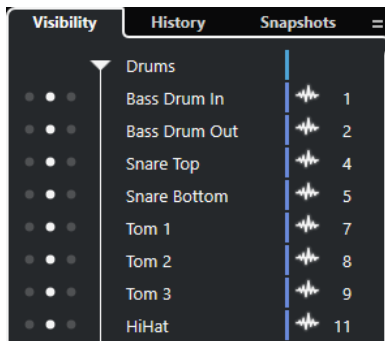 Visibility History Snapshots
Drums
Bass Drum In 1
Bass Drum Out 2
Snare Top 4
Snare Bottom 5
Tom 1 7
Tom 2 8
Tom 3 9
HiHat 11